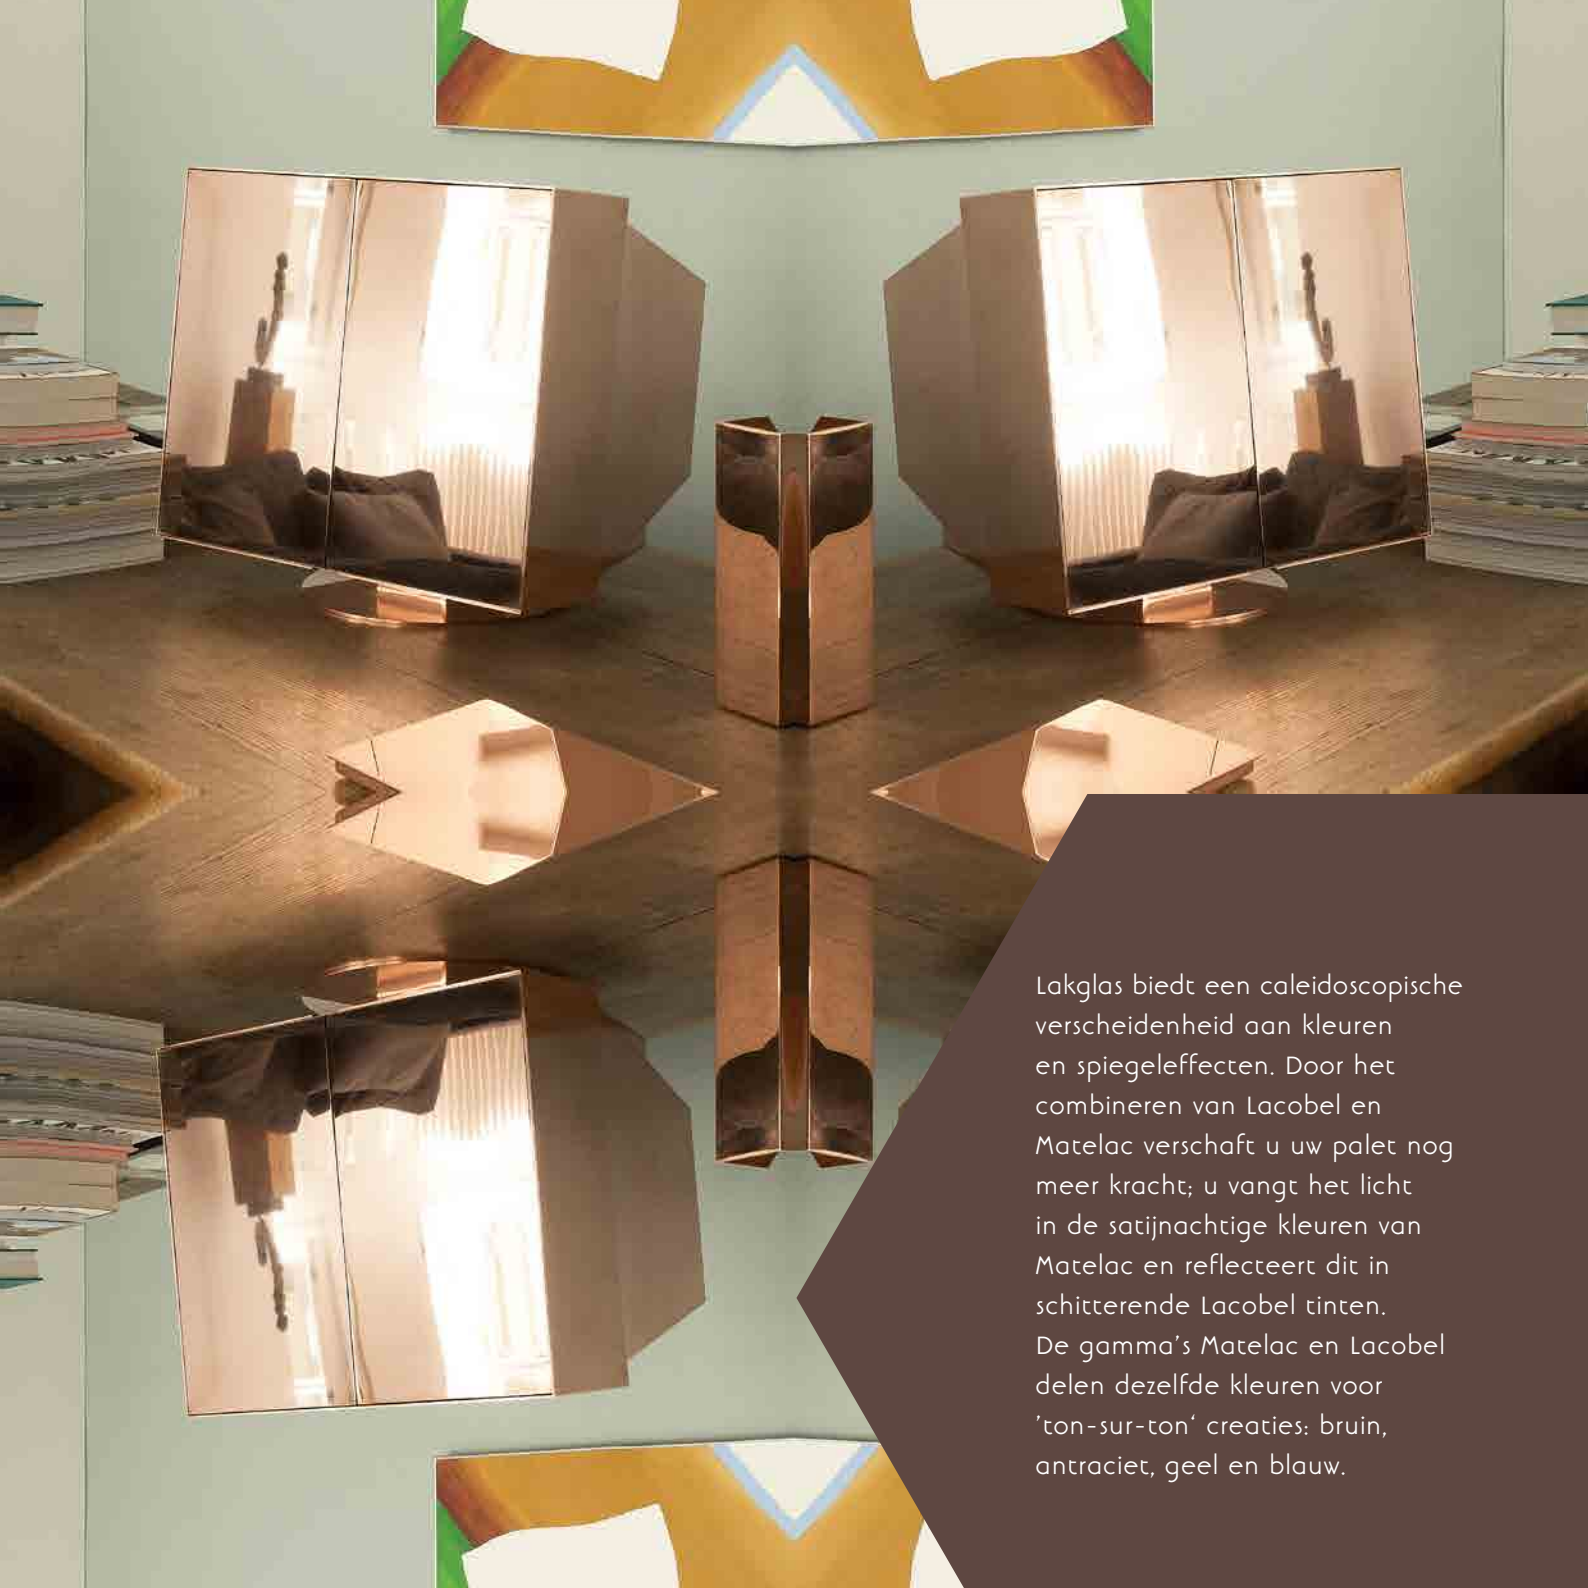 Lakglas biedt een caleidoscopische
verscheidenheid aan kleuren
en spiegeleffecten. Door het
combineren van Lacobel en
Matelac verschaft u uw palet nog
meer kracht; u vangt het licht
in de satijnachtige kleuren van
Matelac en reflecteert dit in
schitterende Lacobel tinten.
De gamma's Matelac en Lacobel
delen dezelfde kleuren voor
'ton-sur-ton‘ creaties: bruin,
antraciet, geel en blauw.